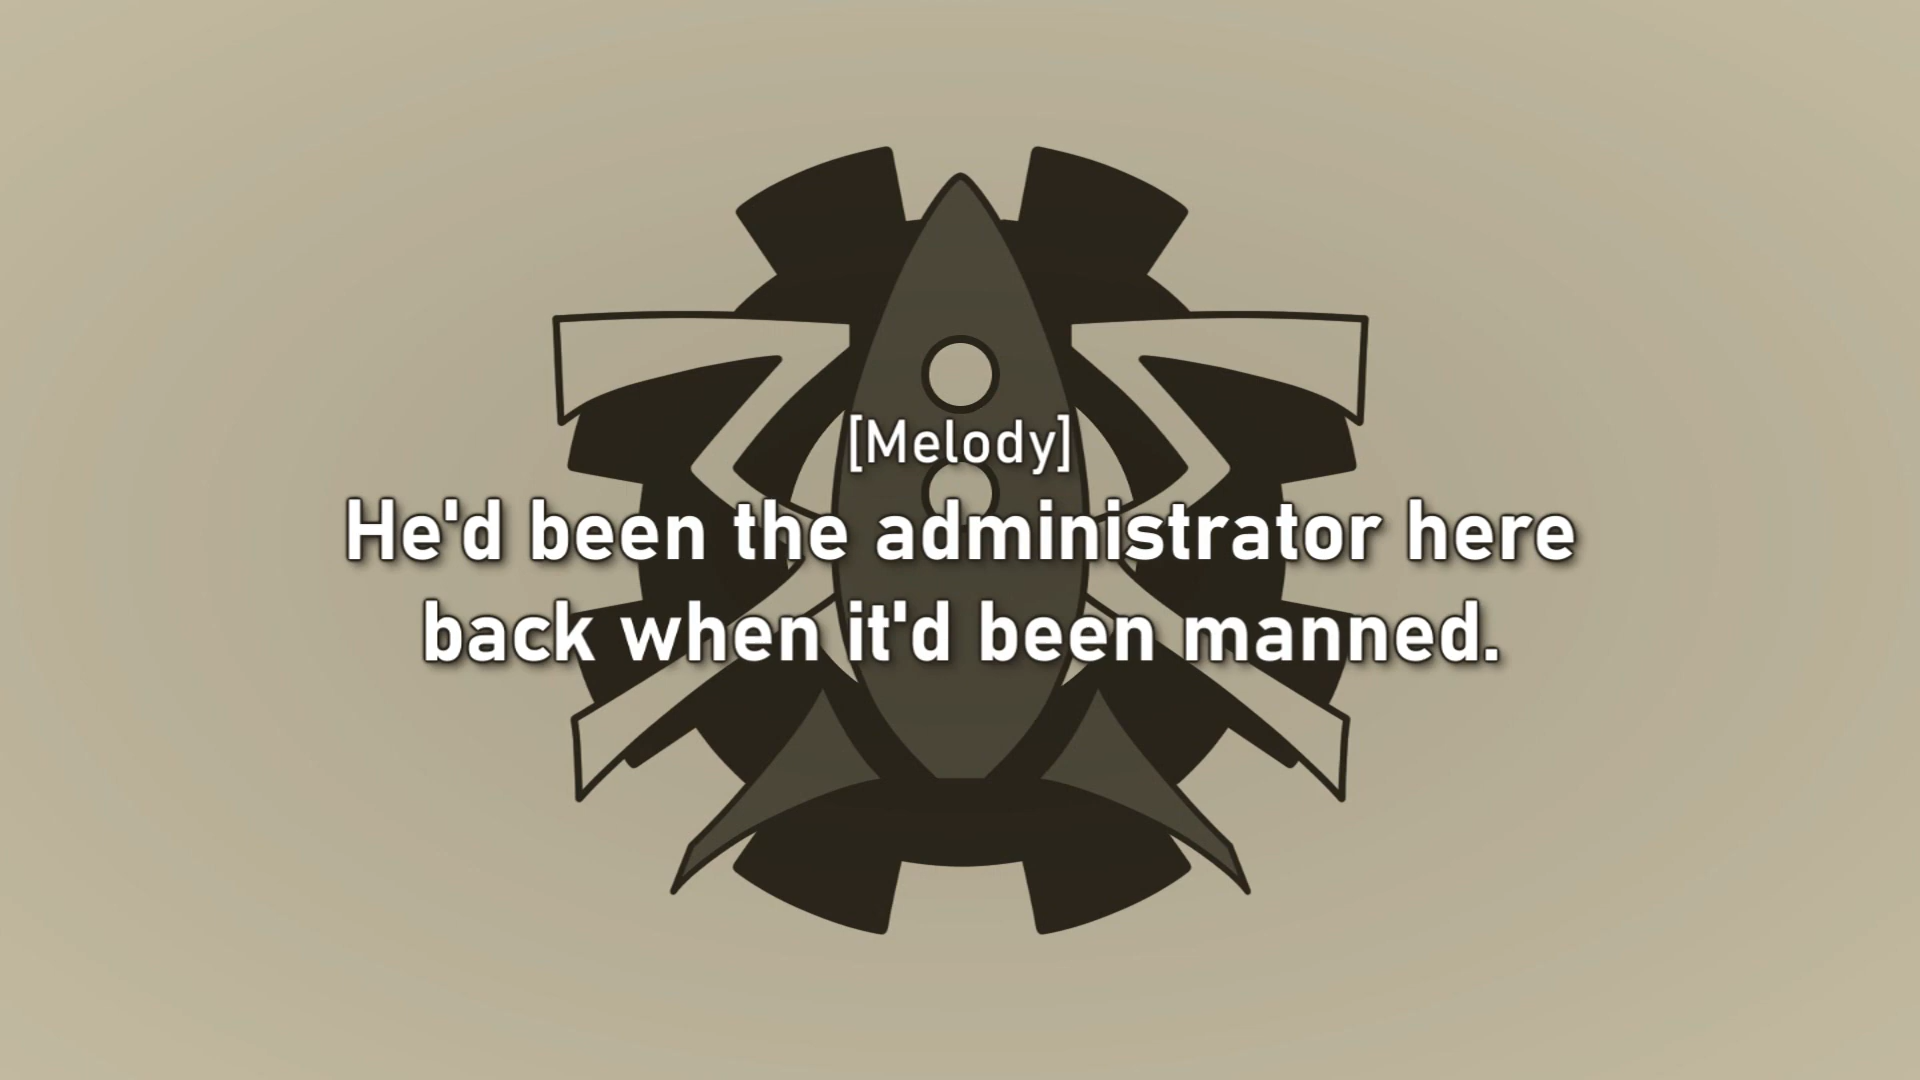 [Melody]
He'd been the administrator here
back when it'd been manned.